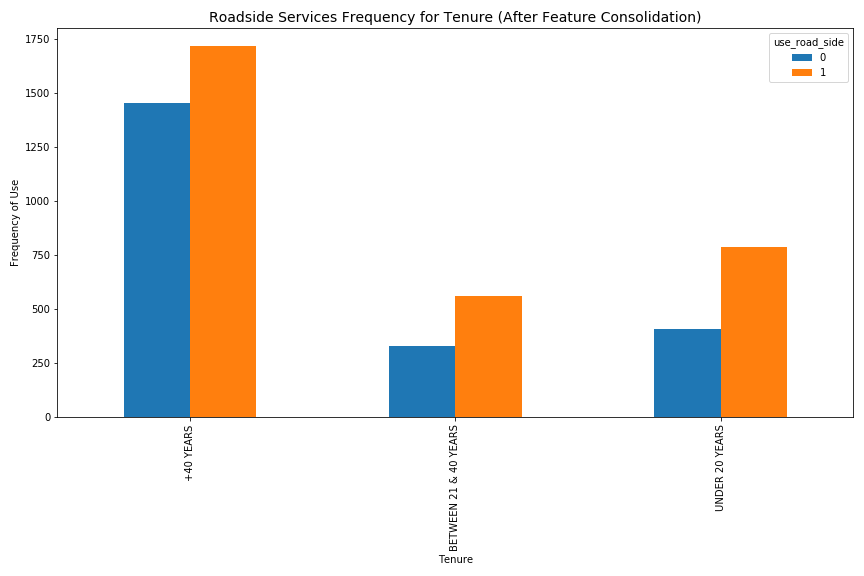 Roadside Services Frequency for Tenure (After Feature Consolidation)
use_road_side
0
1
1750
1500
1250
1000
750
500
250
0
Frequency of Use
+40 YEARS
BETWEEN 21 & 40 YEARS
UNDER 20 YEARS
Tenure